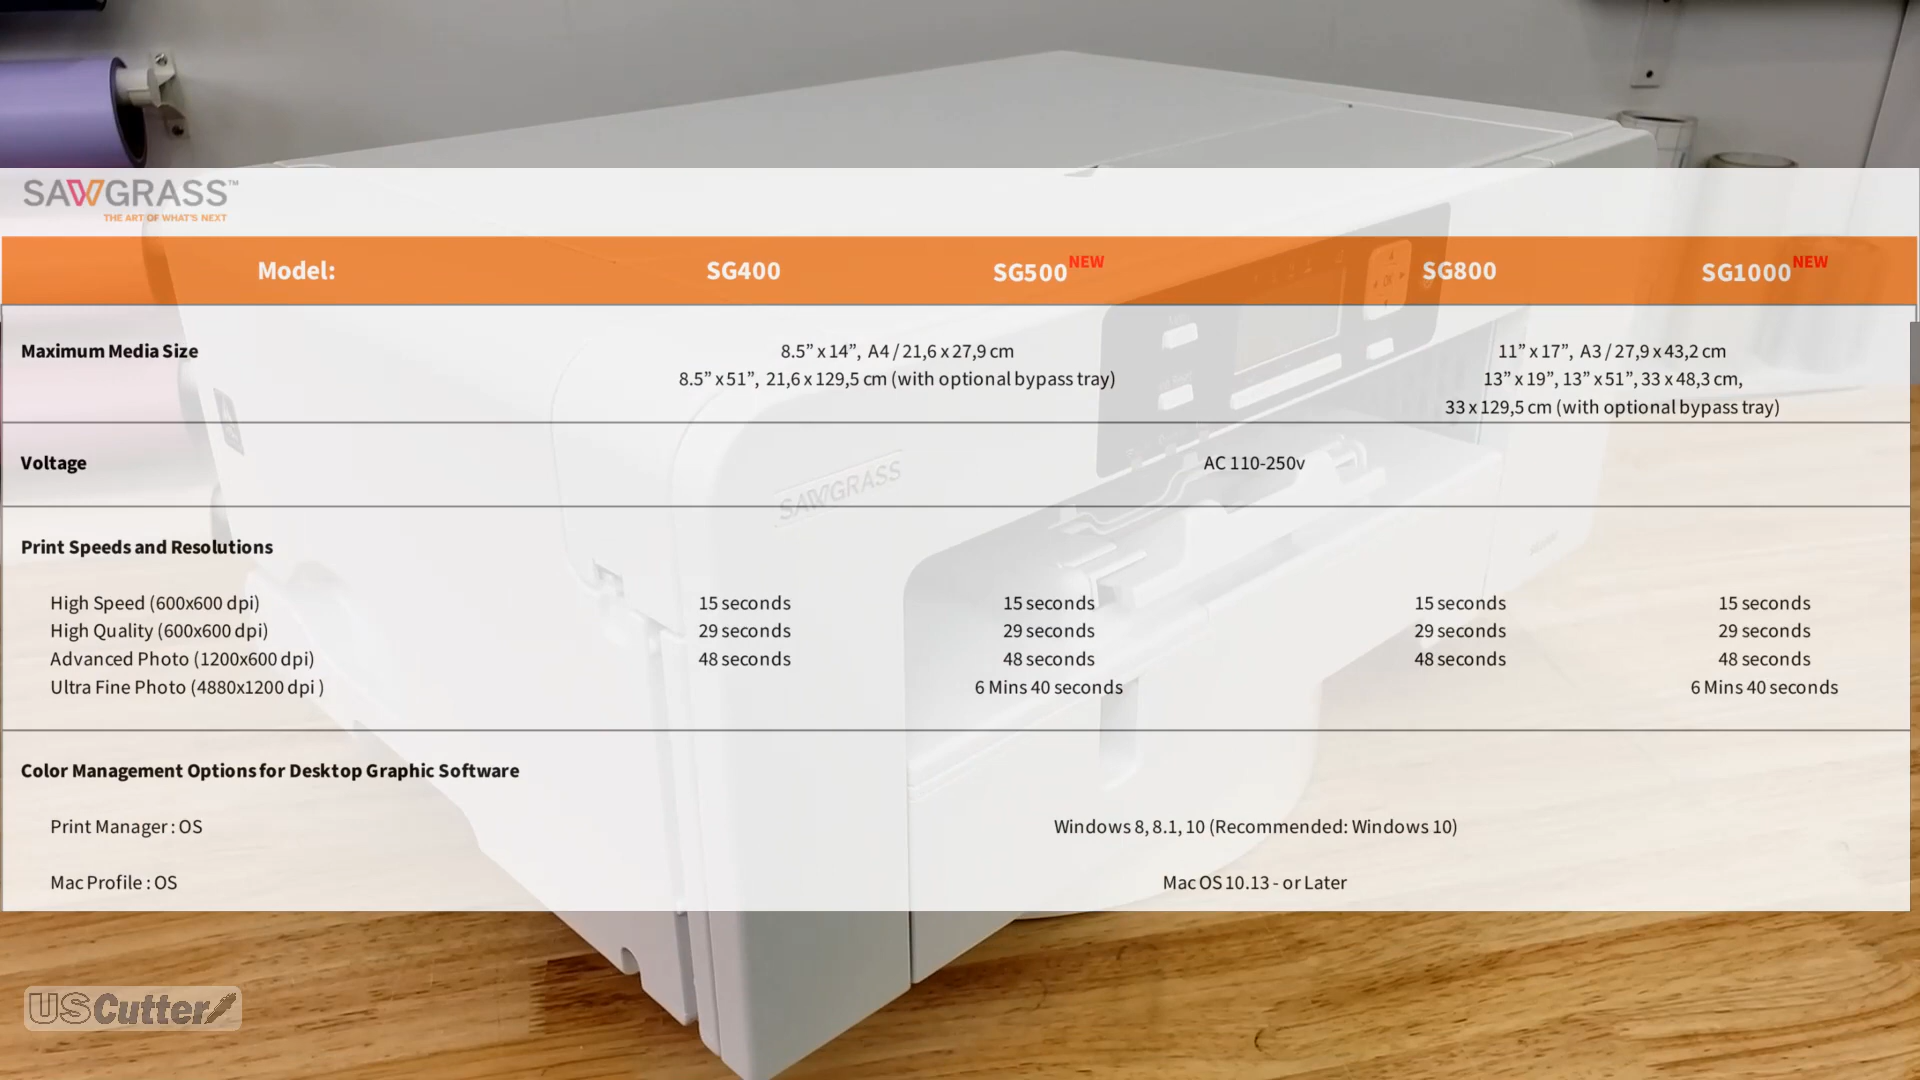 SAWGRASS™
THE ART OF WHAT'S NEXT
Model: SG400 SG500 NEW SG800 SG1000 NEW
Maximum Media Size
8.5” x 14”, A4 / 21,6 x 27,9 cm
8.5” x 51”, 21,6 x 129,5 cm (with optional bypass tray)
11” x 17”, A3 / 27,9 x 43,2 cm
13” x 19”, 13” x 51”, 33 x 48,3 cm,
33 x 129,5 cm (with optional bypass tray)
Voltage AC 110-250v
Print Speeds and Resolutions
High Speed (600x600 dpi) 15 seconds 15 seconds 15 seconds 15 seconds
High Quality (600x600 dpi) 29 seconds 29 seconds 29 seconds 29 seconds
Advanced Photo (1200x600 dpi) 48 seconds 48 seconds 48 seconds 48 seconds
Ultra Fine Photo (4880x1200 dpi ) 6 Mins 40 seconds 6 Mins 40 seconds
Color Management Options for Desktop Graphic Software
Print Manager : OS Windows 8, 8.1, 10 (Recommended: Windows 10)
Mac Profile : OS Mac OS 10.13 - or Later
SAWGRASS
USCutter